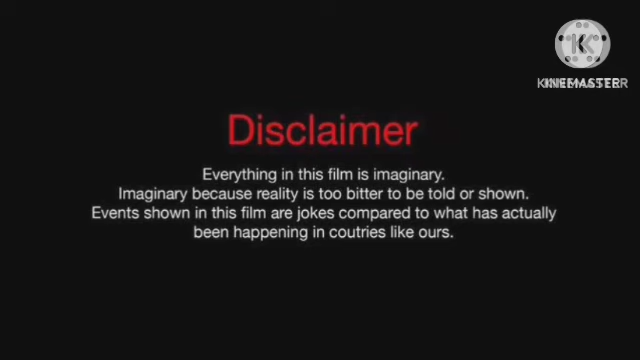 KINEMASTER
Disclaimer
Everything in this film is imaginary.
Imaginary because reality is too bitter to be told or shown.
Events shown in this film are jokes compared to what has actually
been happening in coutries like ours.